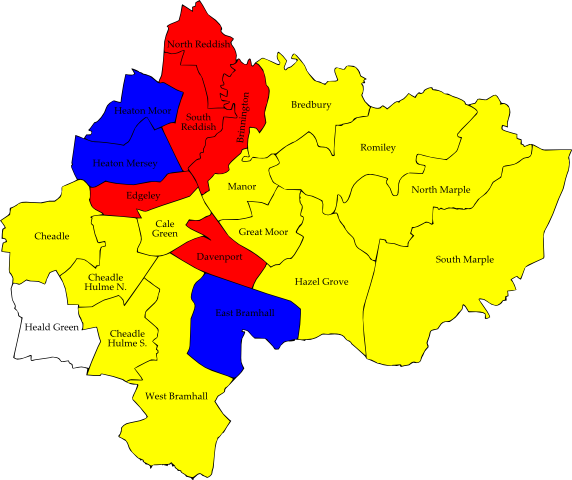 North Reddish
Heaton Moor
Bredbury
South
Reddish
Brinnington
Romiley
Heaton Mersey
Manor
North Marple
Edgeley
Cale
Green
Great Moor
Cheadle
Davenport
South Marple
Cheadle
Hulme N.
Hazel Grove
East Bramhall
Heald Green
Cheadle
Hulme S.
West Bramhall